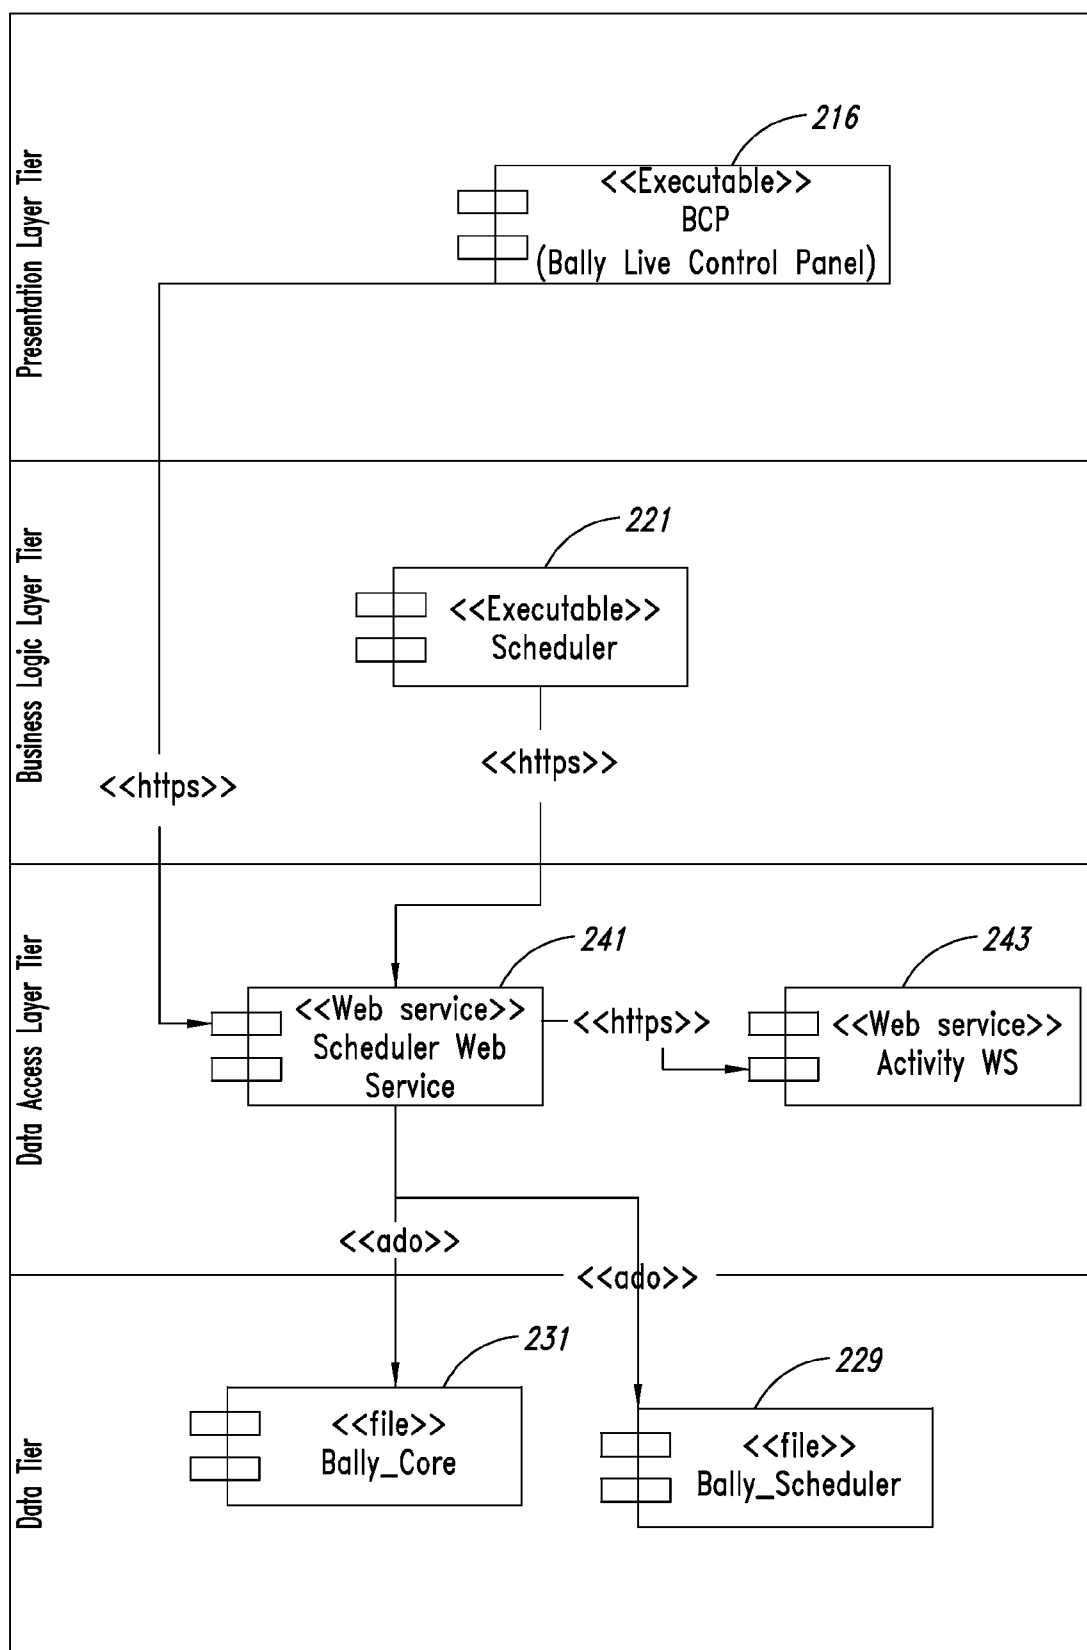 Presentation Layer Tier
216
<<Executable>>
BCP
(Bally Live Control Panel)
Business Logic Layer Tier
221
<<Executable>>
Scheduler
<<https>>
<<https>>
Data Access Layer Tier
241
<<Web service>>
Scheduler Web
Service
<<https>>
243
<<Web service>>
Activity WS
<<ado>>
<<ado>>
Data Tier
231
<<file>>
Bally_Core
229
<<file>>
Bally_Scheduler